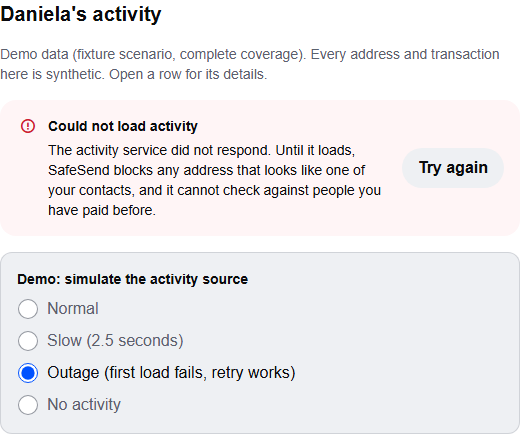 Daniela's activity
Demo data (fixture scenario, complete coverage). Every address and transaction
here is synthetic. Open a row for its details.
Could not load activity
The activity service did not respond. Until it loads,
SafeSend blocks any address that looks like one of
your contacts, and it cannot check against people you
have paid before.
Try again
Demo: simulate the activity source
Normal
Slow (2.5 seconds)
Outage (first load fails, retry works)
No activity